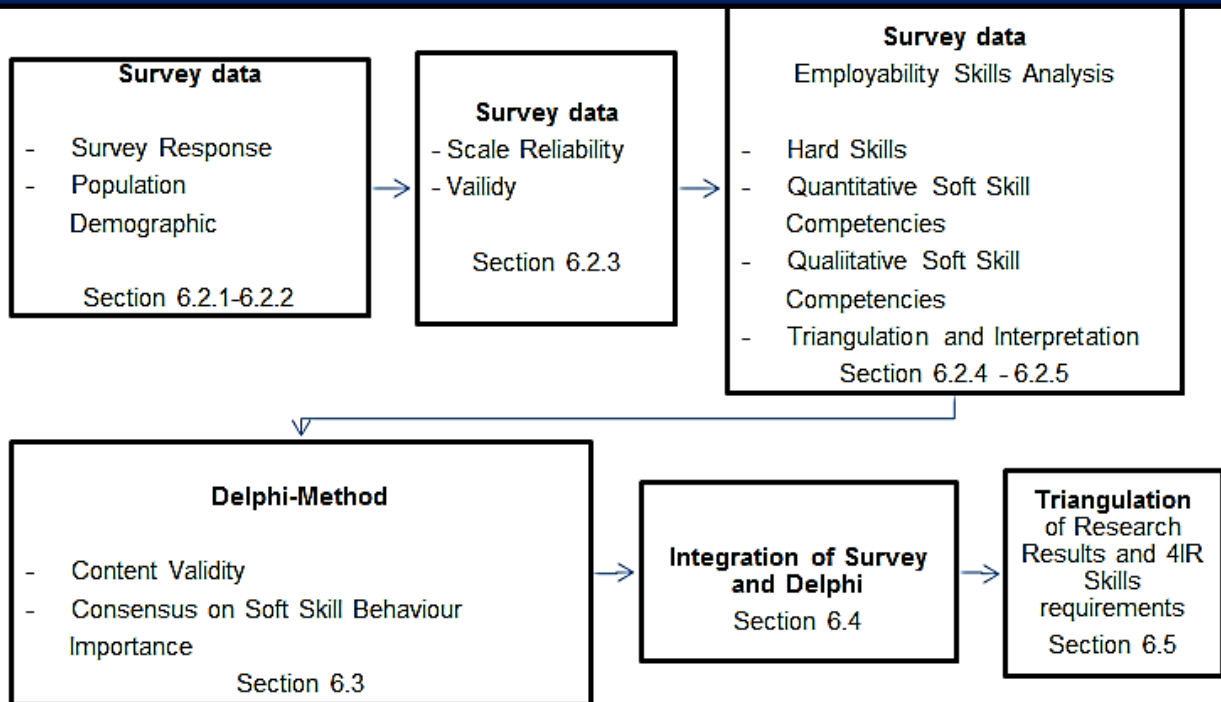 Survey data
- Survey Response
- Population
Demographic
Section 6.2.1-6.2.2
Survey data
- Scale Reliability
- Vailidy
Section 6.2.3
Survey data
Employability Skills Analysis
- Hard Skills
- Quantitative Soft Skill
Competencies
- Qualiitative Soft Skill
Competencies
- Triangulation and Interpretation
Section 6.2.4 - 6.2.5
Delphi-Method
- Content Validity
- Consensus on Soft Skill Behaviour
Importance
Section 6.3
Integration of Survey
and Delphi
Section 6.4
Triangulation
of Research
Results and 4IR
Skills
requirements
Section 6.5